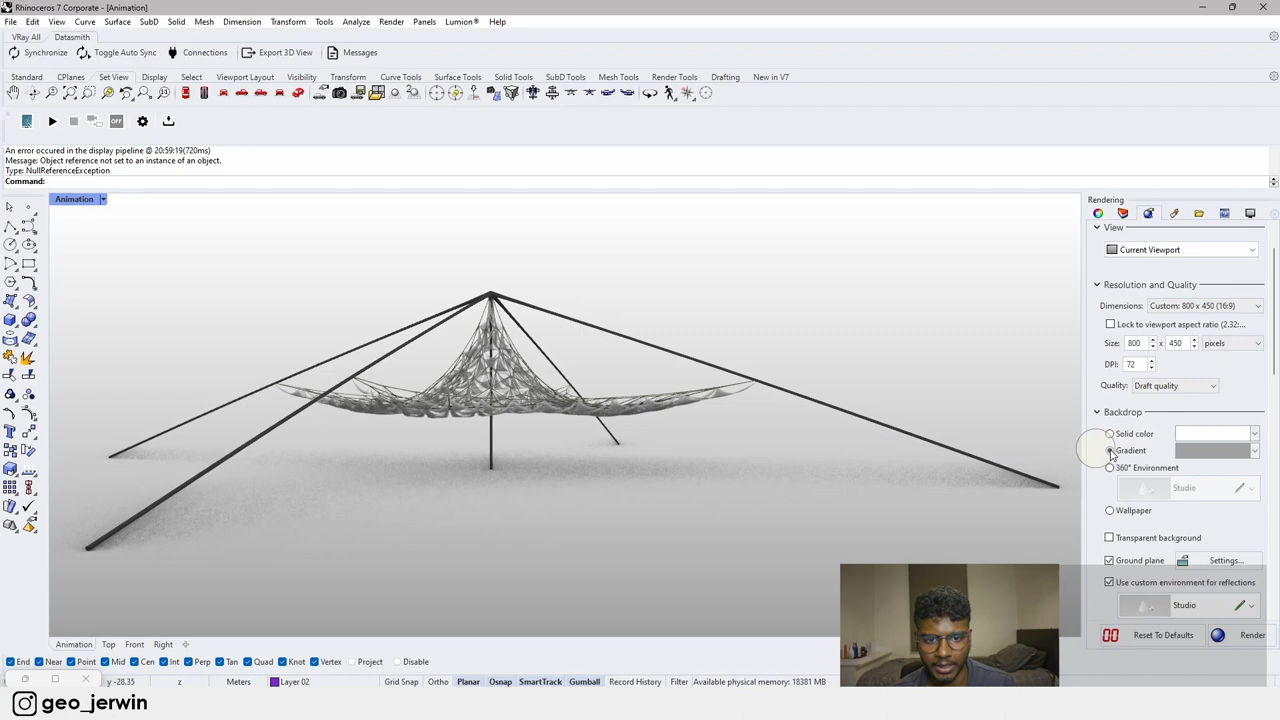 Rhinoceros 7 Corporate - [Animation]
File Edit View Curve Surface SubD Solid Mesh Dimension Transform Tools Analyze Render Panels Lumion® Help
VRay All Datasmith
Synchronize Toggle Auto Sync Connections Export 3D View Messages
Standard CPlanes Set View Display Select Viewport Layout Visibility Transform Curve Tools Surface Tools Solid Tools SubD Tools Mesh Tools Render Tools Drafting New in V7
OFF
An error occured in the display pipeline @ 20:59:19(720ms)
Message: Object reference not set to an instance of an object.
Type: NullReferenceException
Command:
Animation
Rendering
View
Current Viewport
Resolution and Quality
Dimensions: Custom: 800 x 450 (16:9)
Lock to viewport aspect ratio (2.32:...
Size: 800 x 450 pixels
DPI: 72
Quality: Draft quality
Backdrop
Solid color
Gradient
360° Environment
Studio
Wallpaper
Transparent background
Ground plane Settings...
Use custom environment for reflections
Studio
Reset To Defaults Render
Animation Top Front Right
End Near Point Mid Cen Int Perp Tan Quad Knot Vertex Project Disable
y -28.35 z Meters Layer 02 Grid Snap Ortho Planar Osnap SmartTrack Gumball Record History Filter Available physical memory: 18381 MB
geo_jerwin